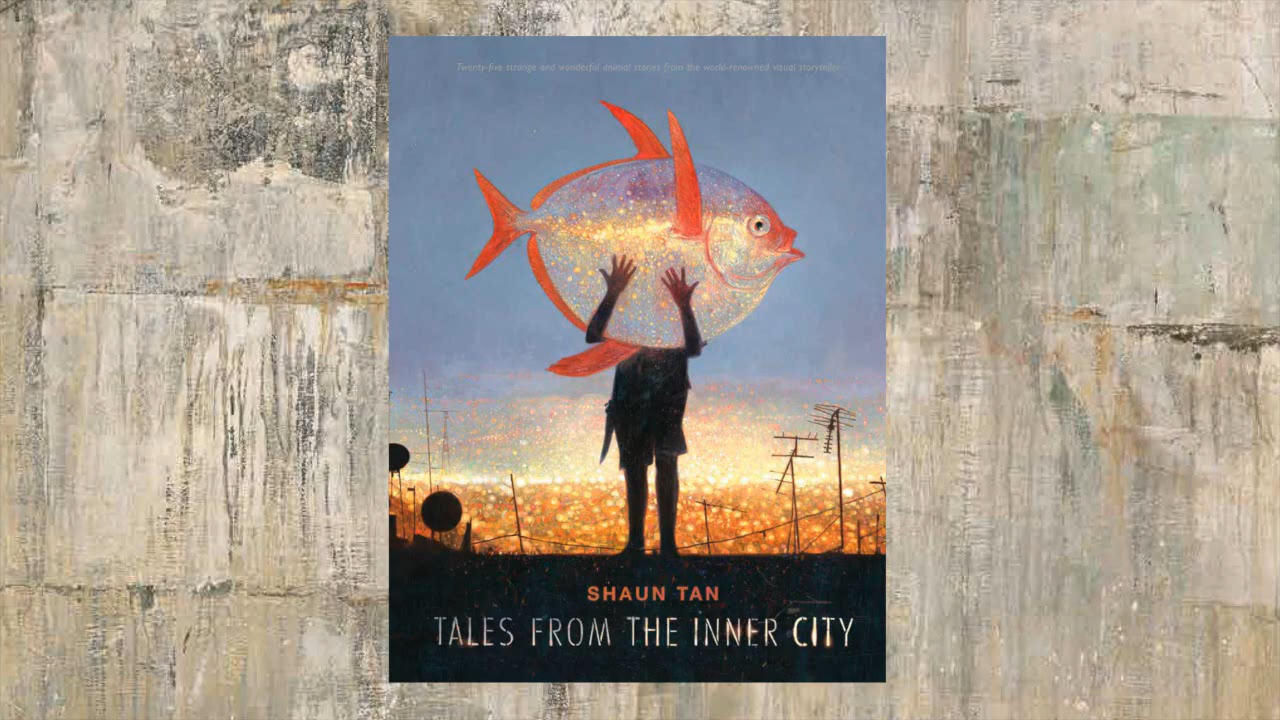 Twenty-five strange and wonderful animal stories from the world-renowned visual storyteller
SHAUN TAN
TALES FROM THE INNER CITY